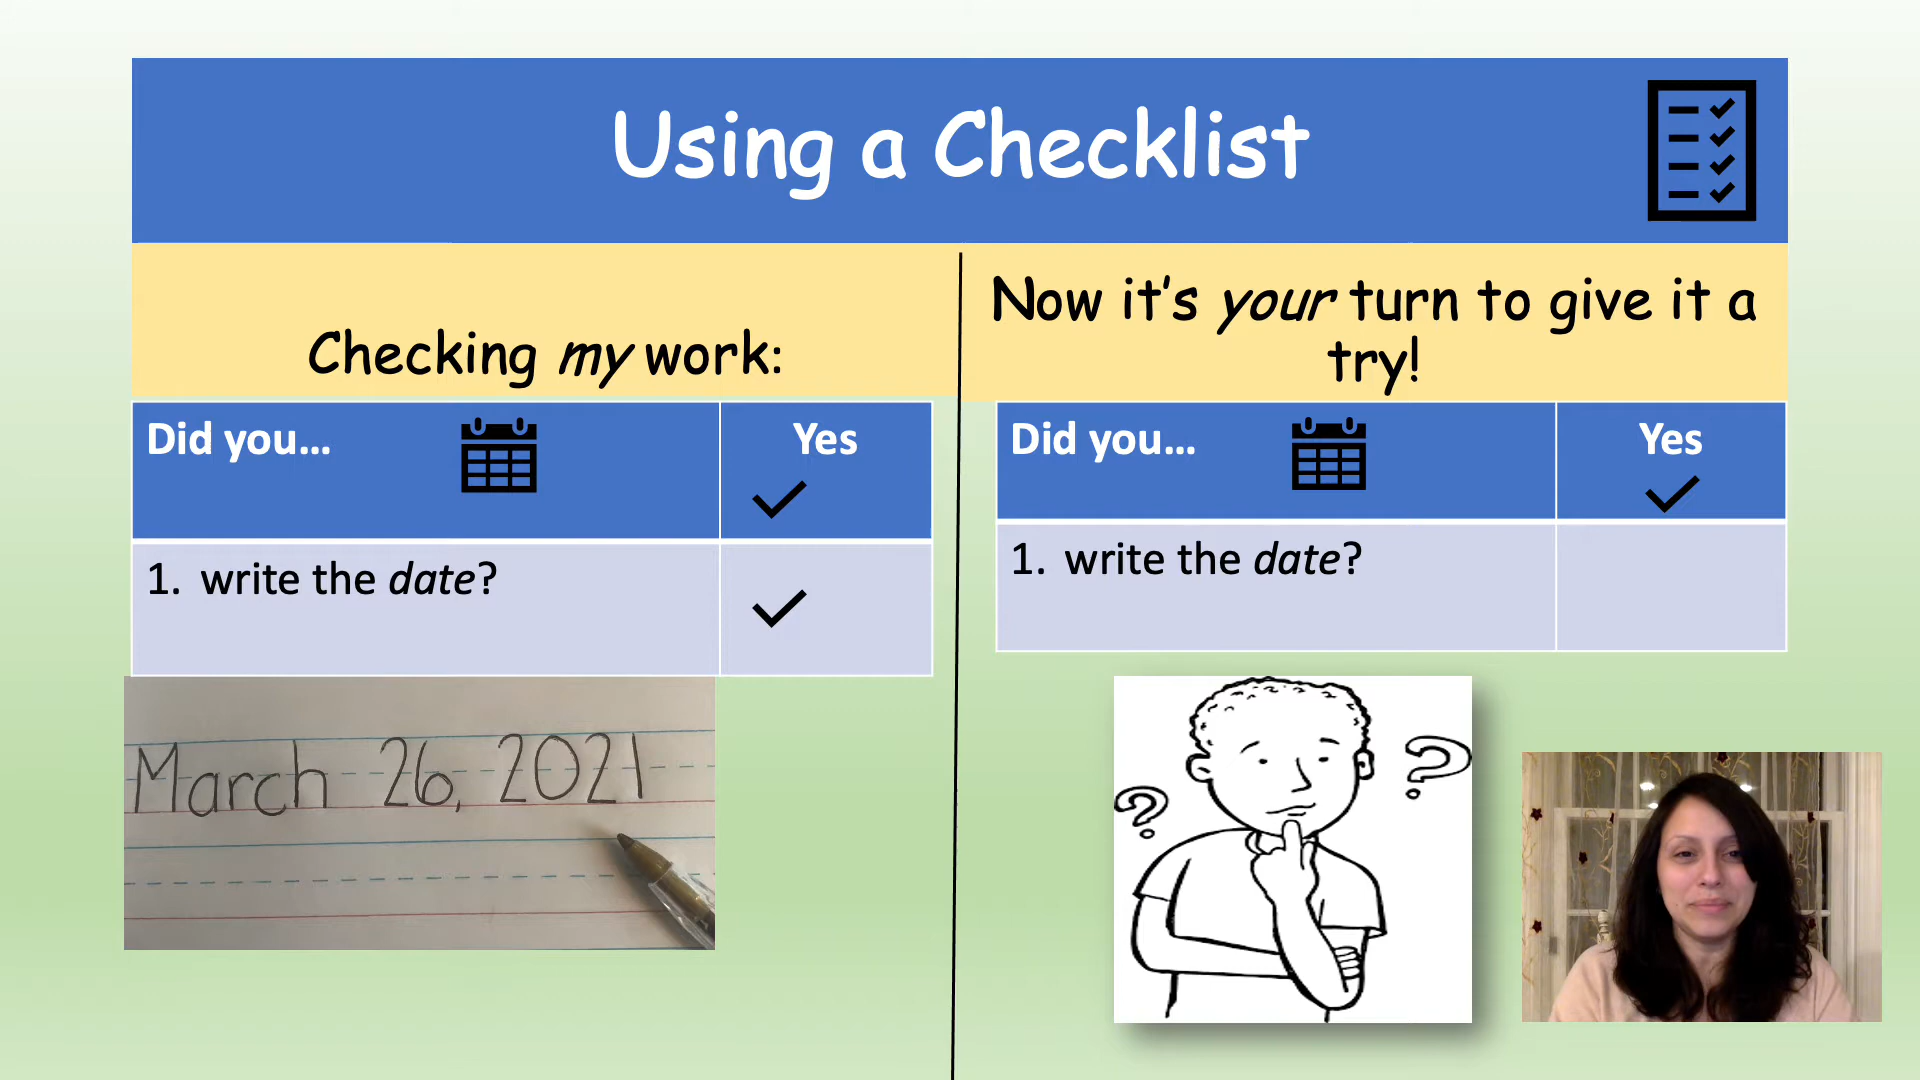 Using a Checklist
Checking my work:
Did you...
Yes
1. write the date?
March 26, 2021
Now it's your turn to give it a
try!
Did you...
Yes
1. write the date?
?
?